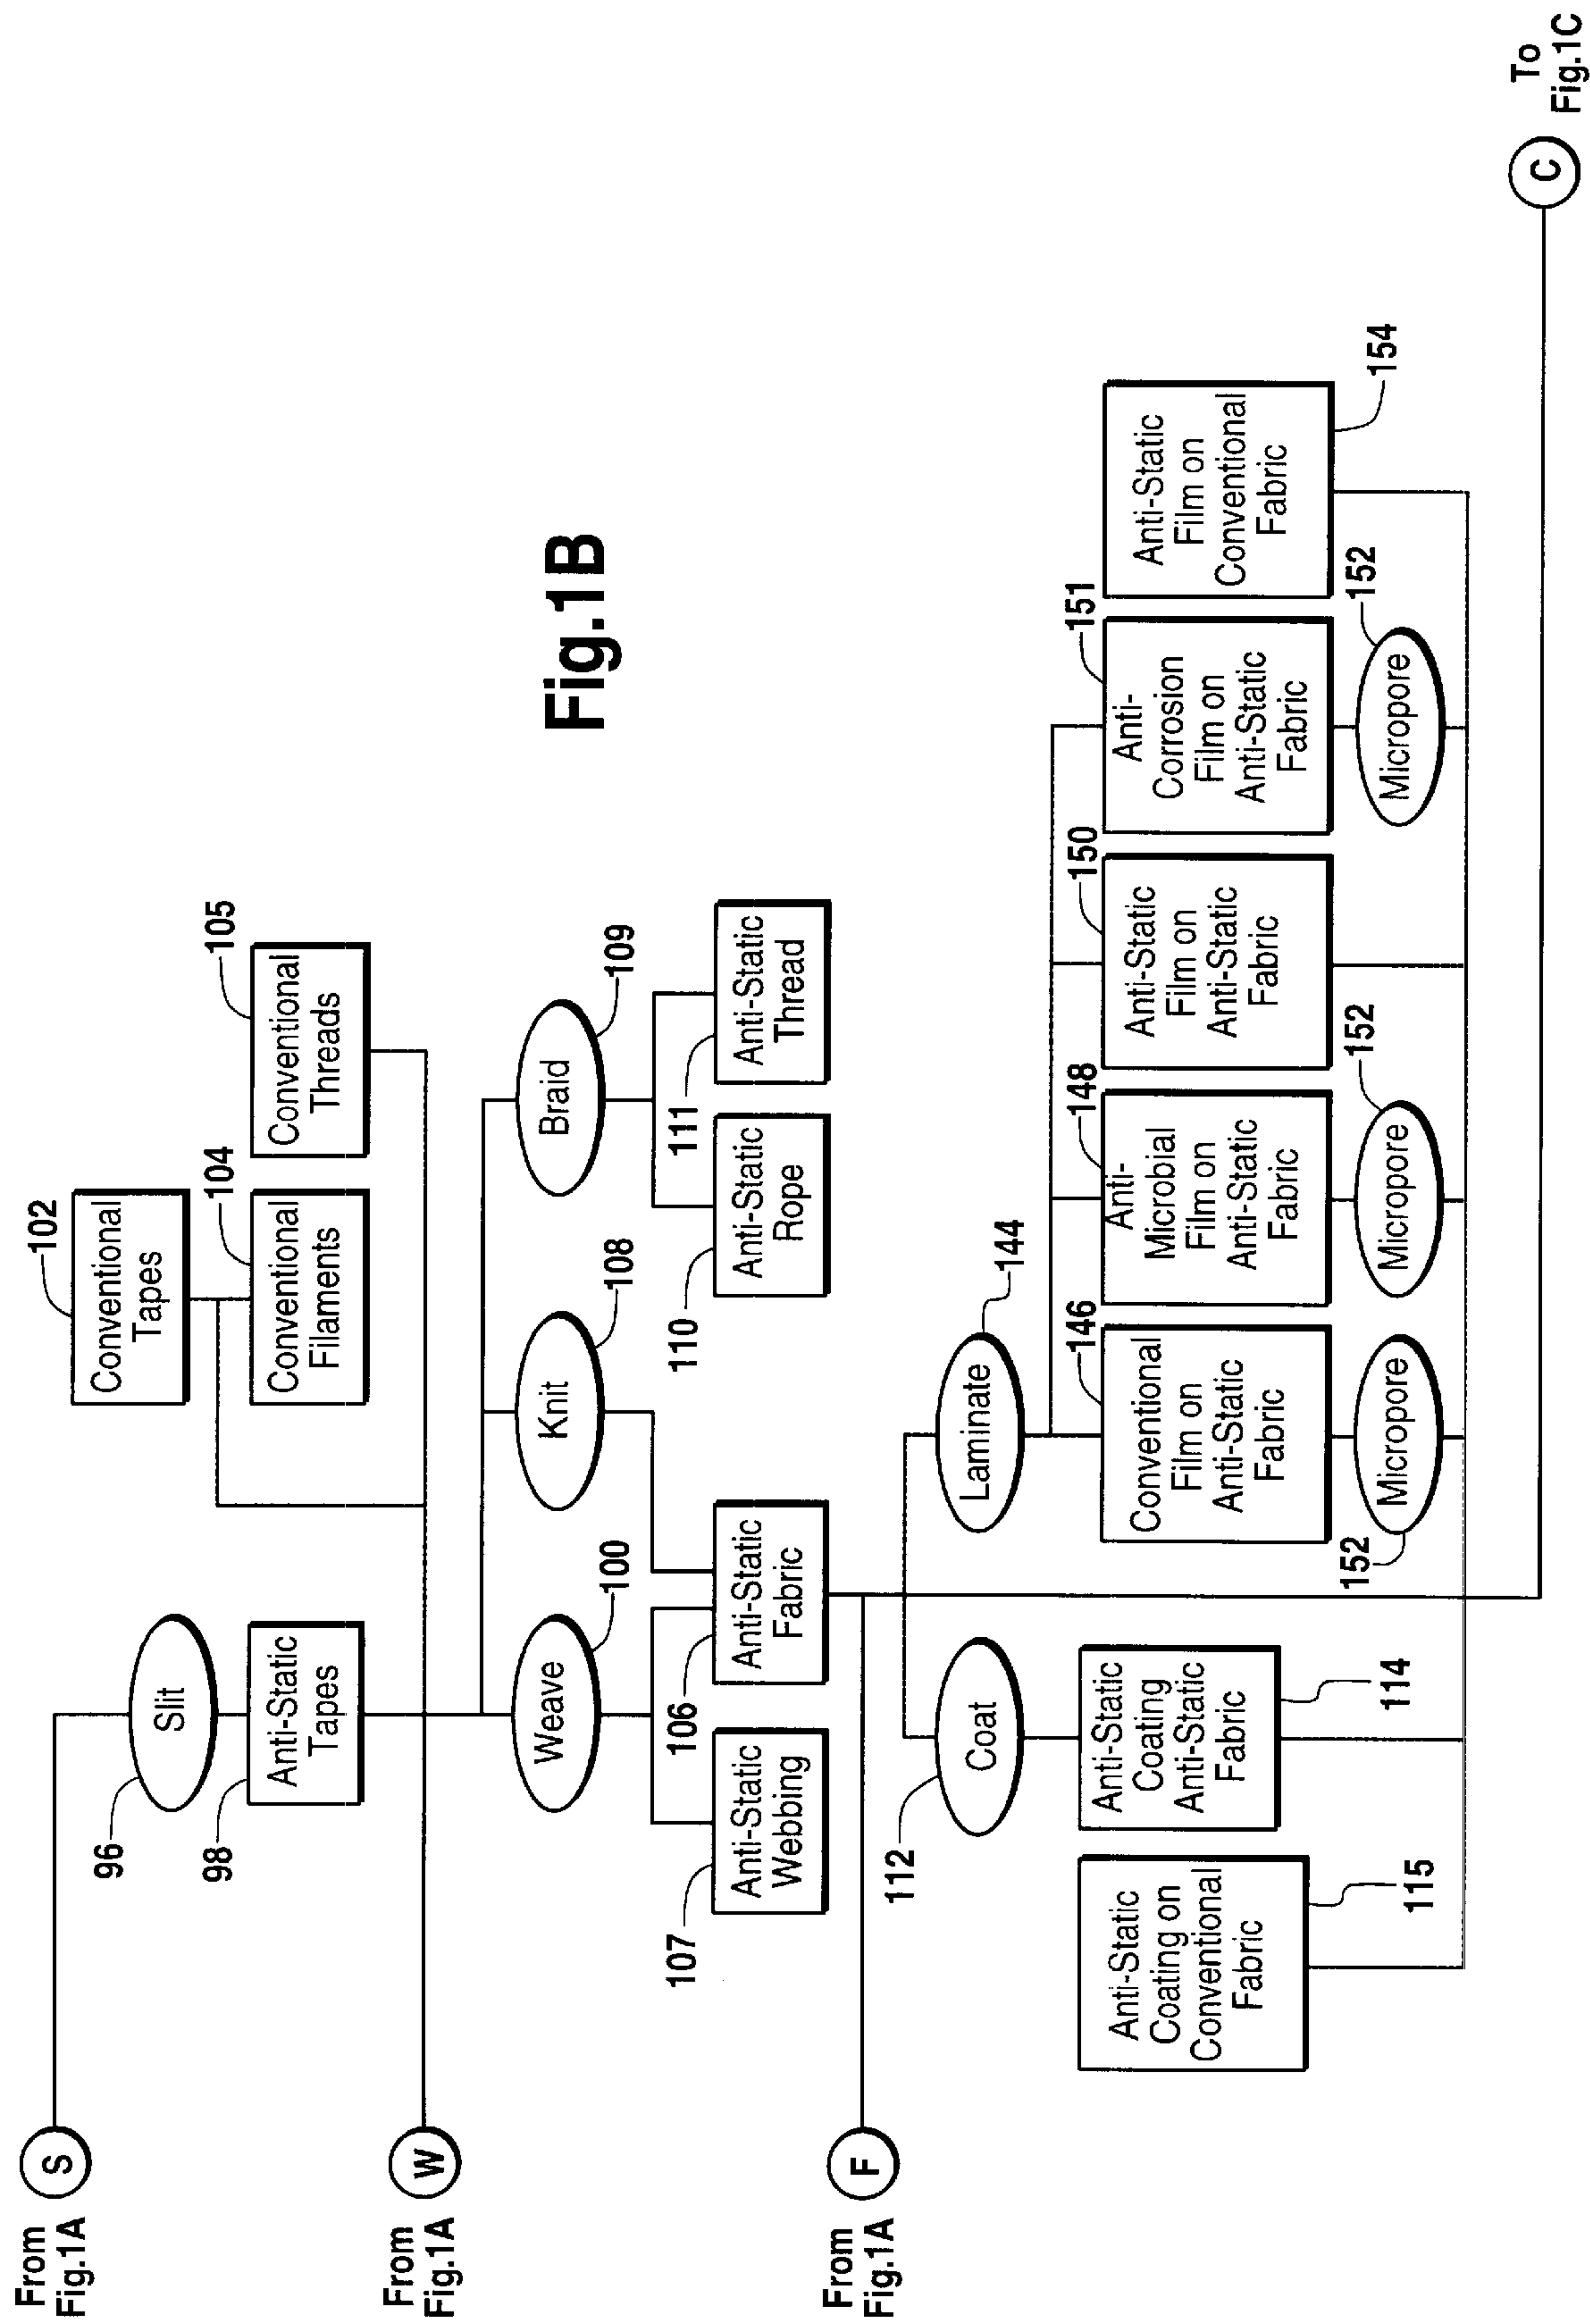 From
Fig.1A
S
96
Slit
98
Anti-Static
Tapes
102
Conventional
Tapes
104
Conventional
Filaments
105
Conventional
Threads
From
Fig.1A
W
Weave
100
Knit
108
Braid
109
107
Anti-Static
Webbing
106
Anti-Static
Fabric
110
Anti-Static
Rope
111
Anti-Static
Thread
Fig.1B
From
Fig.1A
F
112
Coat
Laminate
144
Anti-Static
Coating on
Conventional
Fabric
115
Anti-Static
Coating
Anti-Static
Fabric
114
146
Conventional
Film on
Anti-Static
Fabric
148
Anti-
Microbial
Film on
Anti-Static
Fabric
150
Anti-Static
Film on
Anti-Static
Fabric
151
Anti-
Corrosion
Film on
Anti-Static
Fabric
Anti-Static
Film on
Conventional
Fabric
154
152
Micropore
152
Micropore
152
Micropore
C
To
Fig.1C